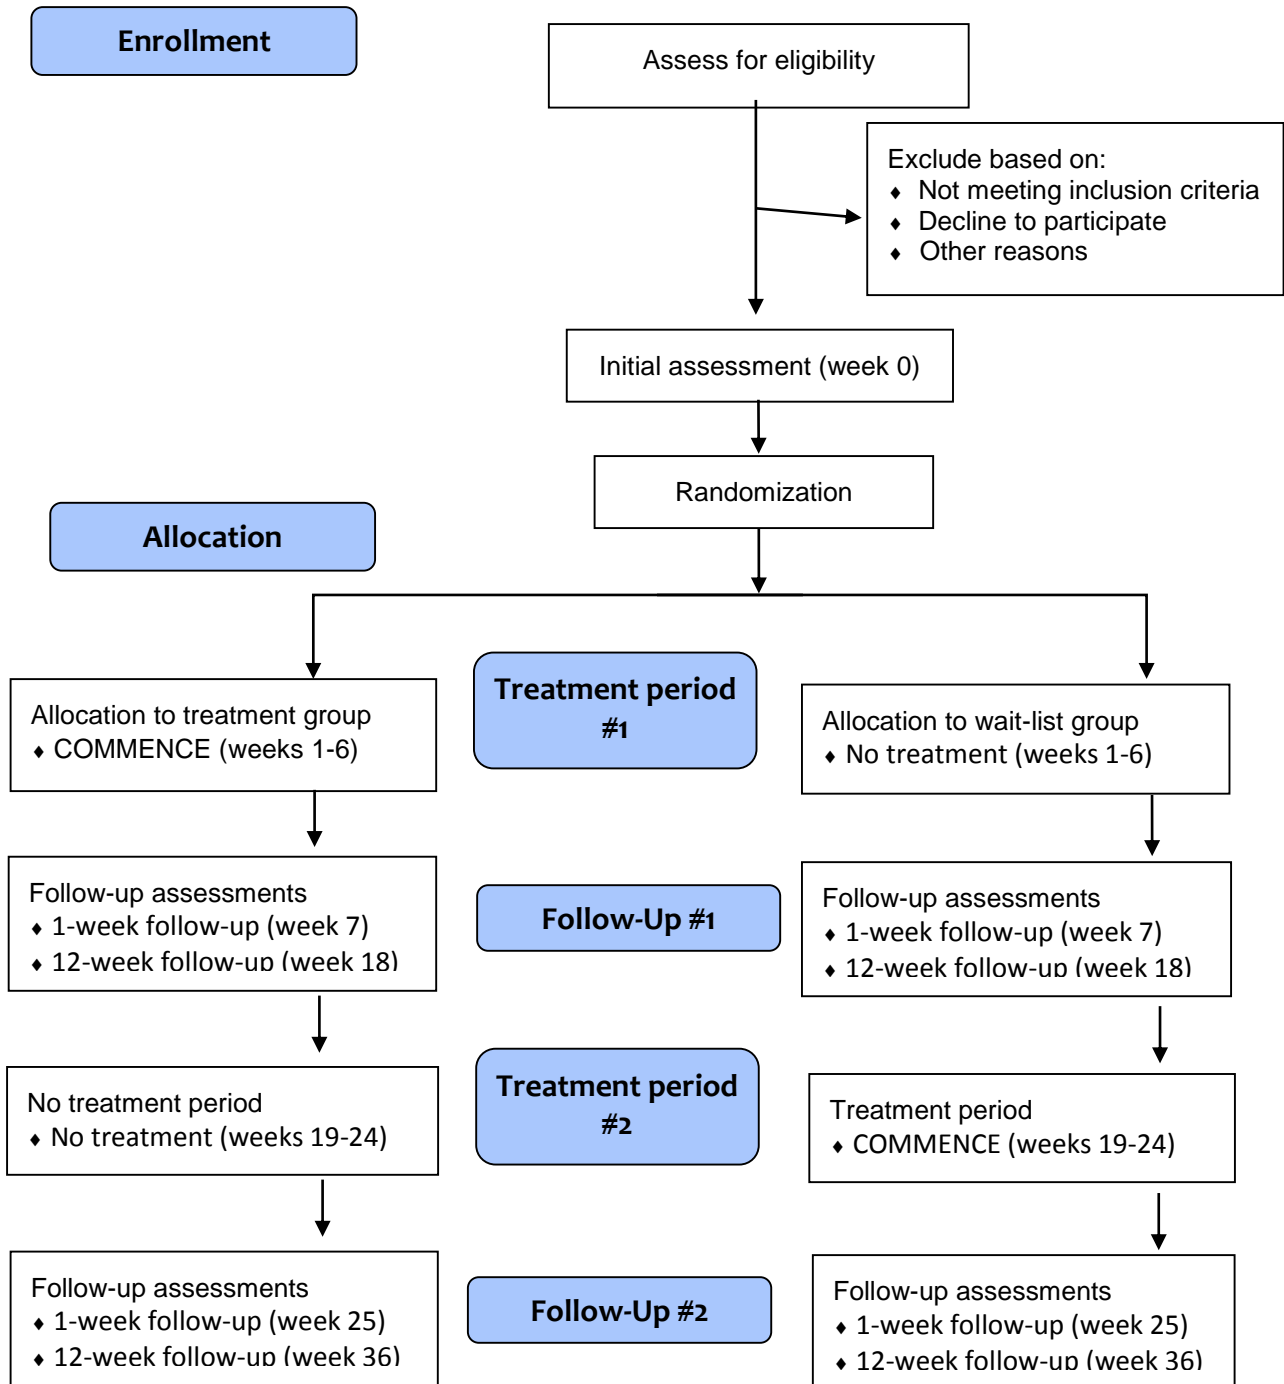 Enrollment
Assess for eligibility
Exclude based on:
♦ Not meeting inclusion criteria
♦ Decline to participate
♦ Other reasons
Initial assessment (week 0)
Randomization
Allocation
Treatment period
#1
Allocation to treatment group
♦ COMMENCE (weeks 1-6)
Allocation to wait-list group
♦ No treatment (weeks 1-6)
Follow-up assessments
♦ 1-week follow-up (week 7)
♦ 12-week follow-up (week 18)
Follow-Up #1
Follow-up assessments
♦ 1-week follow-up (week 7)
♦ 12-week follow-up (week 18)
Treatment period
#2
No treatment period
♦ No treatment (weeks 19-24)
Treatment period
♦ COMMENCE (weeks 19-24)
Follow-up assessments
♦ 1-week follow-up (week 25)
♦ 12-week follow-up (week 36)
Follow-Up #2
Follow-up assessments
♦ 1-week follow-up (week 25)
♦ 12-week follow-up (week 36)